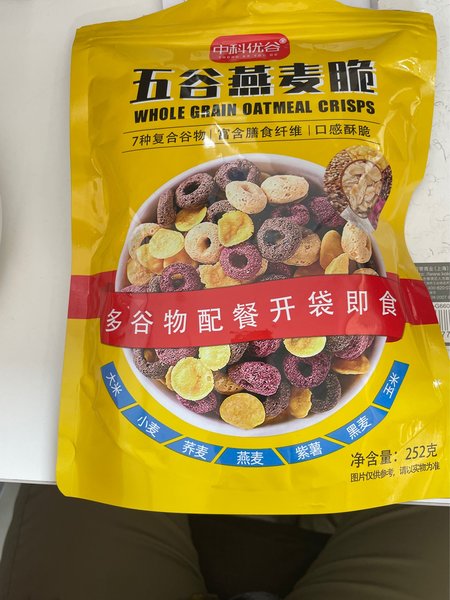 中科优谷
五谷燕麦脆
WHOLE GRAIN OATMEAL CRISPS
7种复合谷物 | 富含膳食纤维 | 口感酥脆
多谷物配餐开袋即食
大米
小麦
荞麦
燕麦
紫薯
黑麦
玉米
净含量：252克
图片仅供参考，请以实物为准